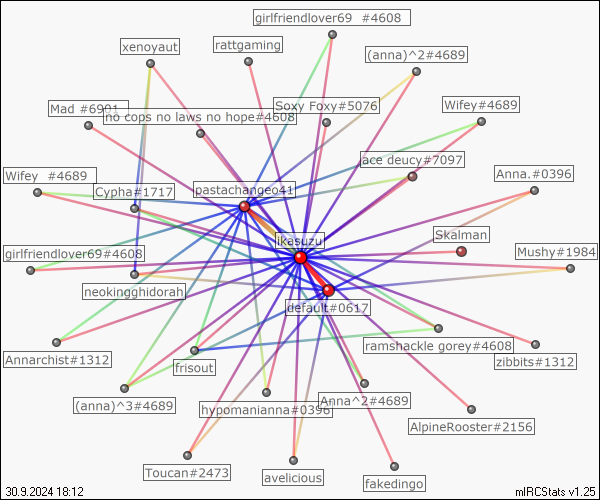 girlfriendlover69 #4608
xenoyaut
rattgaming
(anna)^2#4689
Mad #6901
no cops no laws no hope#4608
Soxy Foxy#5076
Wifey#4689
ace deucy#7097
Wifey #4689
Cypha#1717
pastachangeo41
Anna.#0396
ikasuzu
Skalman
girlfriendlover69#4608
Mushy#1984
neokingghidorah
default#0617
Annarchist#1312
frisout
ramshackle gorey#4608
zibbits#1312
(anna)^3#4689
hypomanianna#0396
Anna^2#4689
AlpineRooster#2156
Toucan#2473
avelicious
fakedingo
30.9.2024 18:12
mIRCStats v1.25